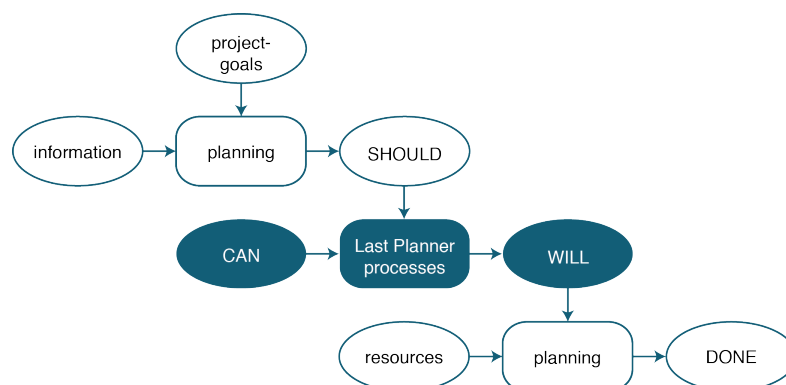 project-
goals
information
planning
SHOULD
CAN
Last Planner
processes
WILL
resources
planning
DONE